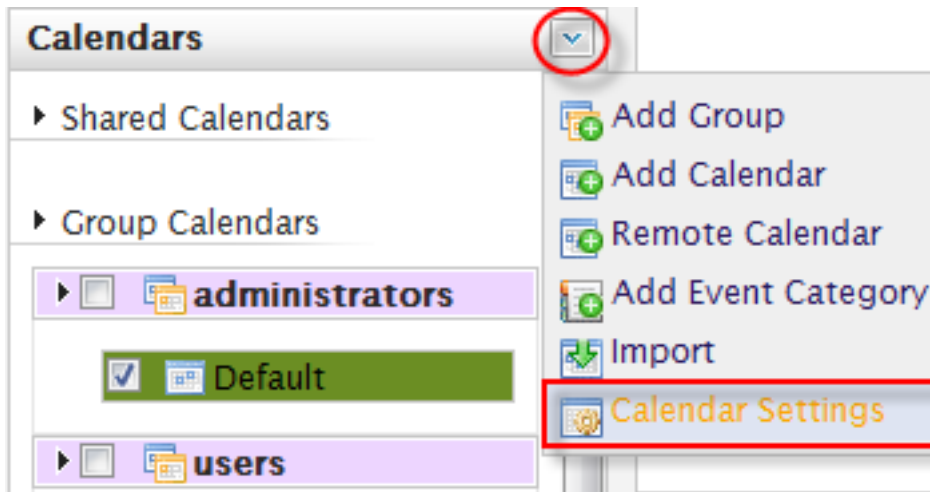 Calendars
Shared Calendars
Group Calendars
administrators
Default
users
Add Group
Add Calendar
Remote Calendar
Add Event Category
Import
Calendar Settings